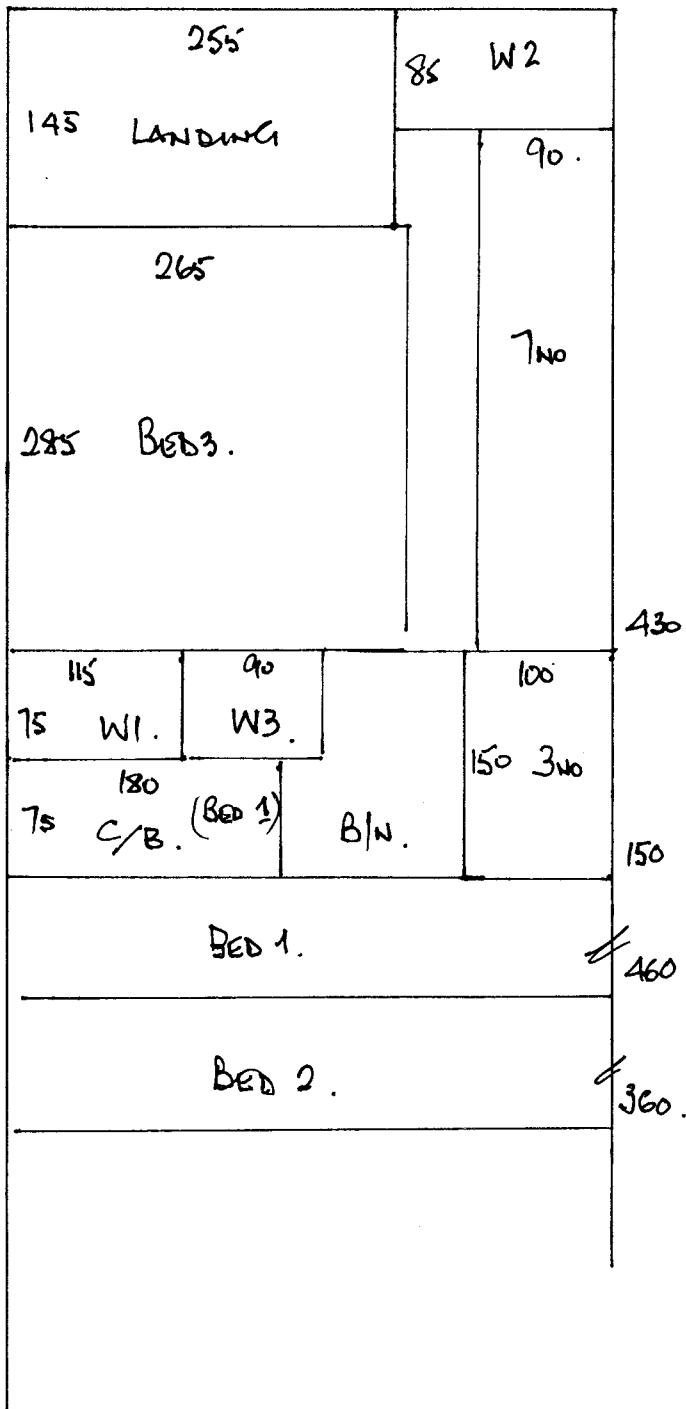 255
85 W2
145 LANDING
90.
265
7NO
285 BED3.
430
115
90
100
75 W1.
W3.
150 3NO
180
75 C/B. (BED 1)
B/N.
150
BED 1.
460
BED 2.
360.